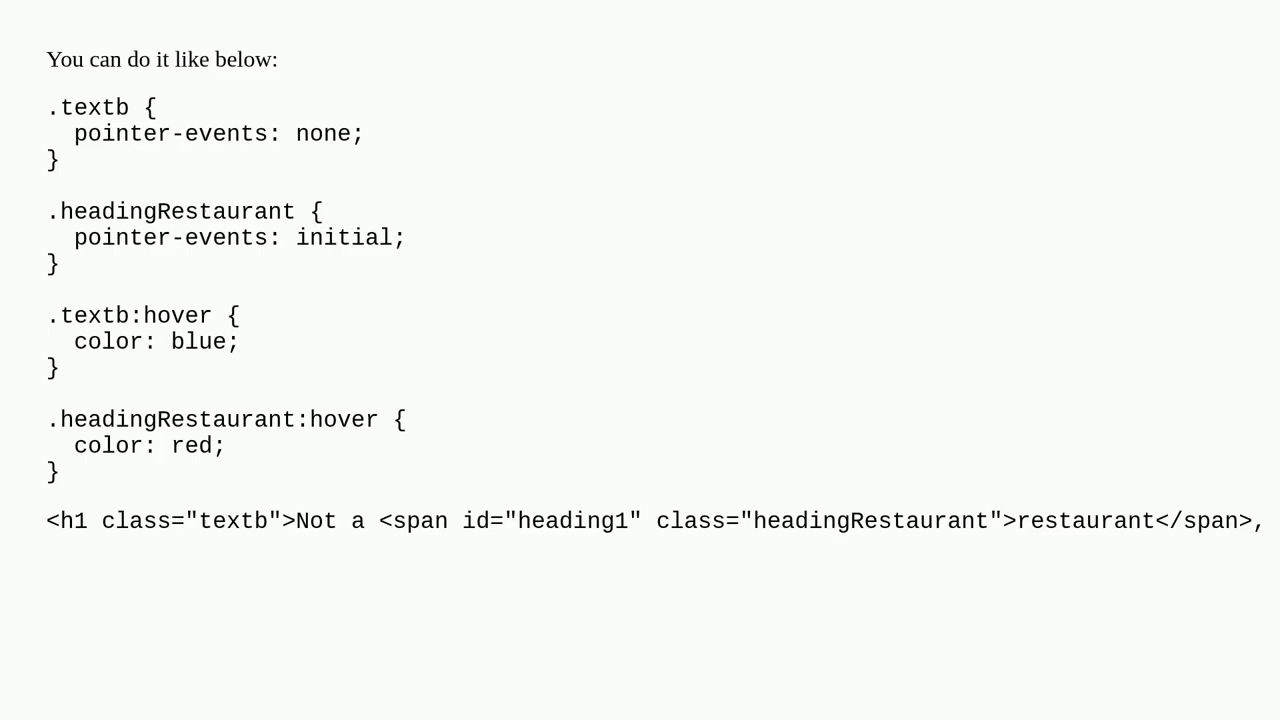 You can do it like below:
.textb {
  pointer-events: none;
}
.headingRestaurant {
  pointer-events: initial;
}
.textb:hover {
  color: blue;
}
.headingRestaurant:hover {
  color: red;
}
<h1 class="textb">Not a <span id="heading1" class="headingRestaurant">restaurant</span>,